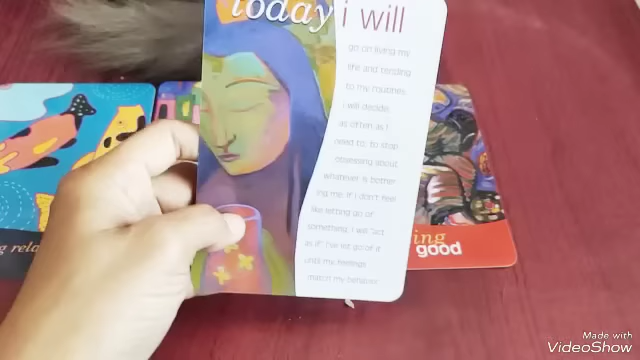 today i will
go on living my
life and tending
to my routines.
i will decide,
as often as i
need to, to stop
obsessing about
whatever is bother
ing me. if i don't feel
like letting go of
something, i will "act
as if" i've let go of it
until my feelings
match my behavior.
ing
good
Made with
VideoShow